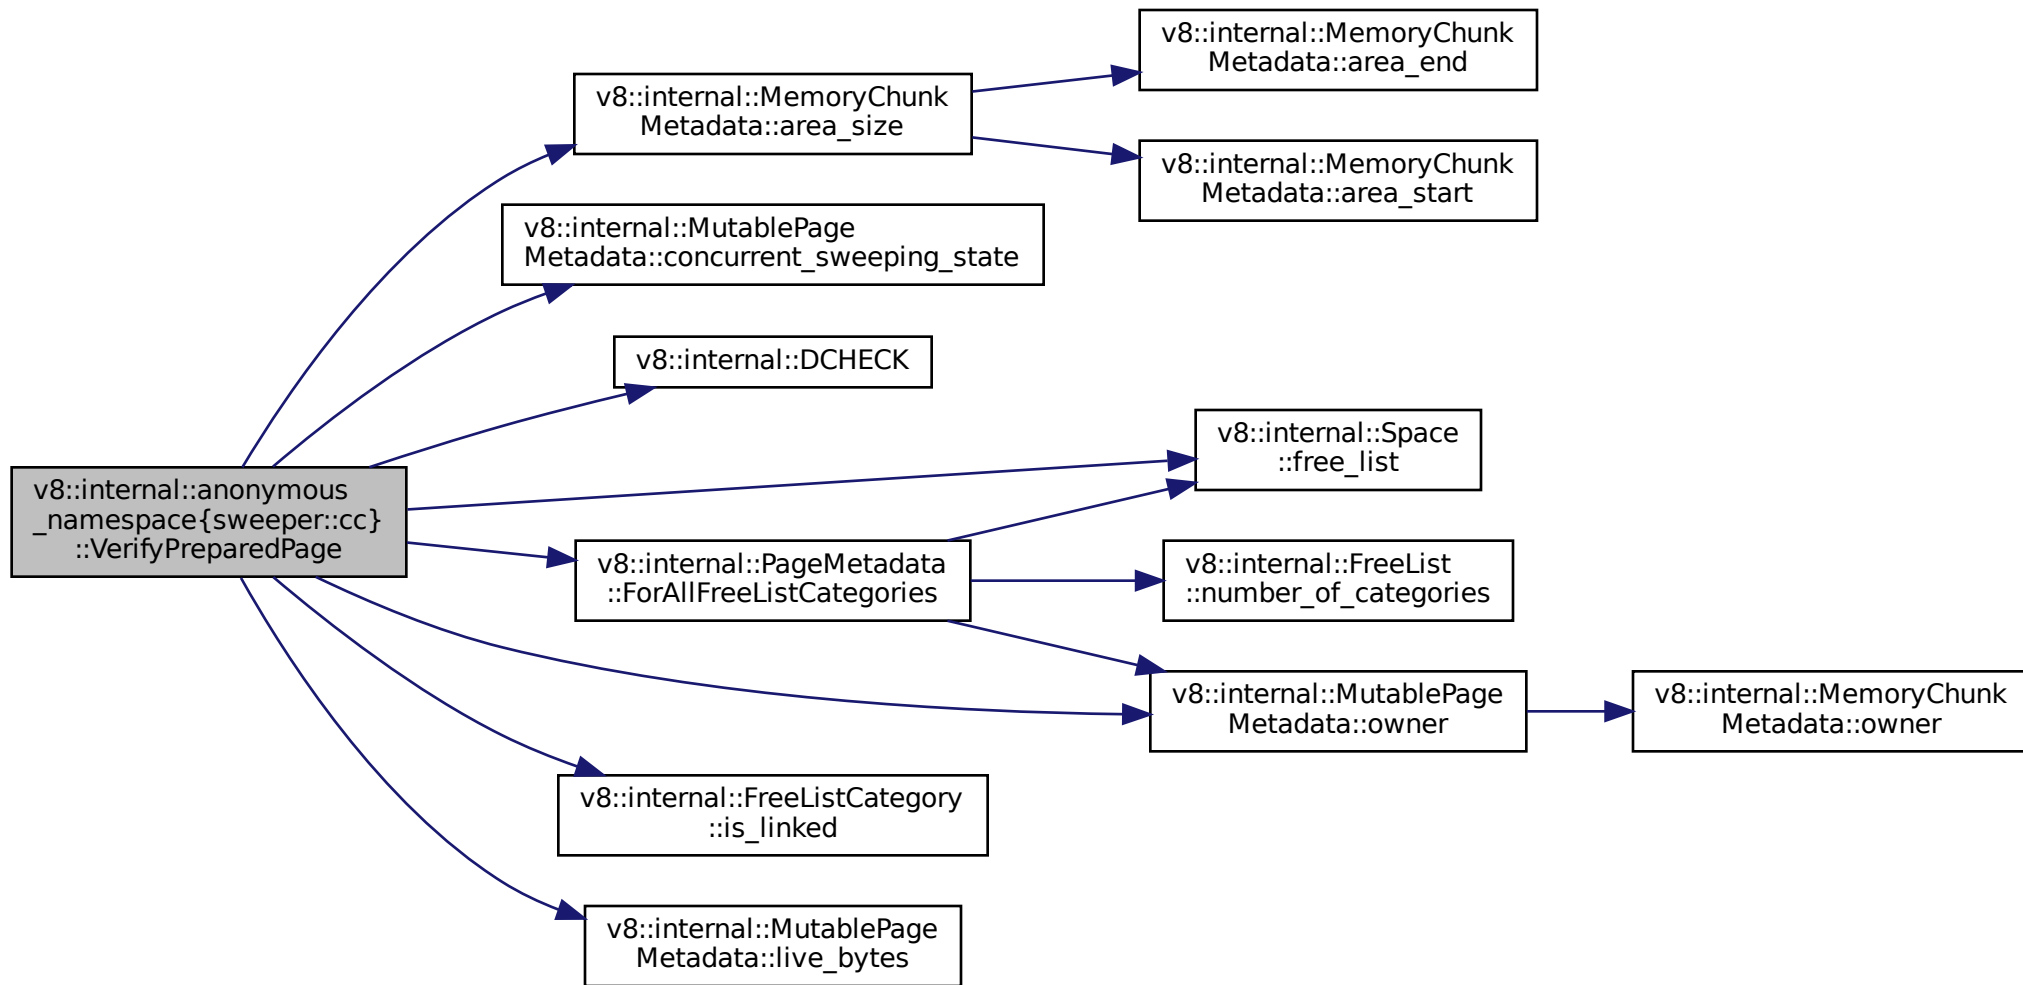 v8::internal::MemoryChunk
Metadata::area_end
v8::internal::MemoryChunk
Metadata::area_size
v8::internal::MemoryChunk
Metadata::area_start
v8::internal::MutablePage
Metadata::concurrent_sweeping_state
v8::internal::DCHECK
v8::internal::Space
::free_list
v8::internal::anonymous
_namespace{sweeper::cc}
::VerifyPreparedPage
v8::internal::PageMetadata
::ForAllFreeListCategories
v8::internal::FreeList
::number_of_categories
v8::internal::MutablePage
Metadata::owner
v8::internal::MemoryChunk
Metadata::owner
v8::internal::FreeListCategory
::is_linked
v8::internal::MutablePage
Metadata::live_bytes